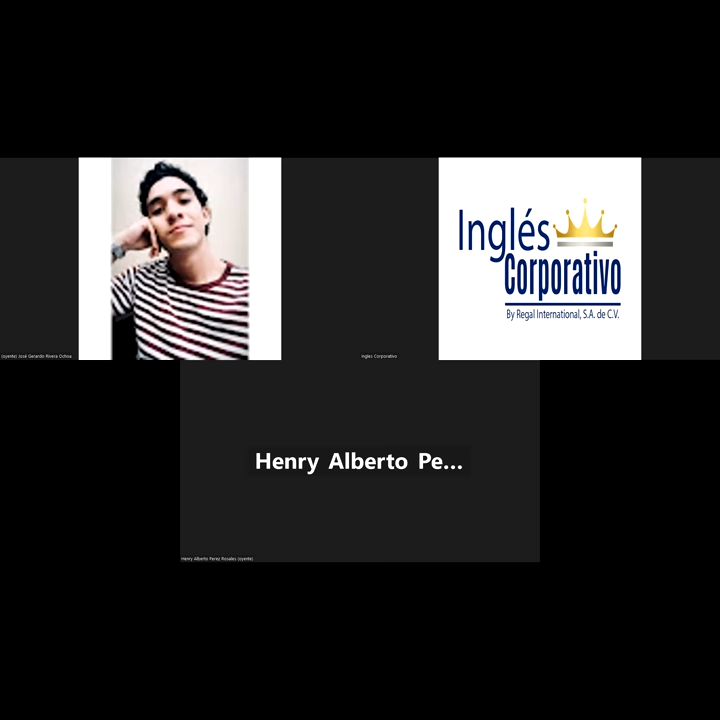 Inglés
Corporativo
By Regal International, S.A. de C.V.
(oyente) José Gerardo Rivera Ochoa
Ingles Corporativo
Henry Alberto Pe...
Henry Alberto Perez Rosales (oyente)